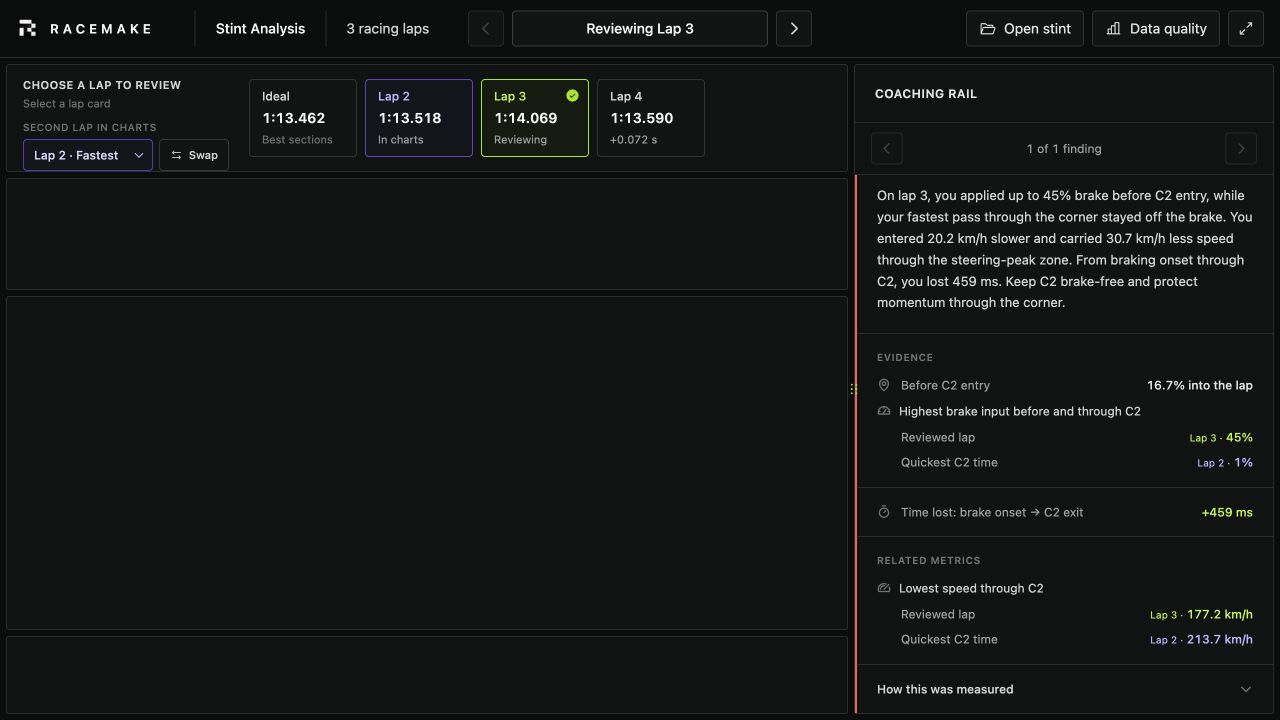 RACEMAKE
Stint Analysis
3 racing laps
Reviewing Lap 3
Open stint
Data quality
CHOOSE A LAP TO REVIEW
Select a lap card
SECOND LAP IN CHARTS
Lap 2 · Fastest
Swap
Ideal
1:13.462
Best sections
Lap 2
1:13.518
In charts
Lap 3
1:14.069
Reviewing
Lap 4
1:13.590
+0.072 s
COACHING RAIL
1 of 1 finding
On lap 3, you applied up to 45% brake before C2 entry, while
your fastest pass through the corner stayed off the brake. You
entered 20.2 km/h slower and carried 30.7 km/h less speed
through the steering-peak zone. From braking onset through
C2, you lost 459 ms. Keep C2 brake-free and protect
momentum through the corner.
EVIDENCE
Before C2 entry 16.7% into the lap
Highest brake input before and through C2
Reviewed lap Lap 3 · 45%
Quickest C2 time Lap 2 · 1%
Time lost: brake onset → C2 exit +459 ms
RELATED METRICS
Lowest speed through C2
Reviewed lap Lap 3 · 177.2 km/h
Quickest C2 time Lap 2 · 213.7 km/h
How this was measured